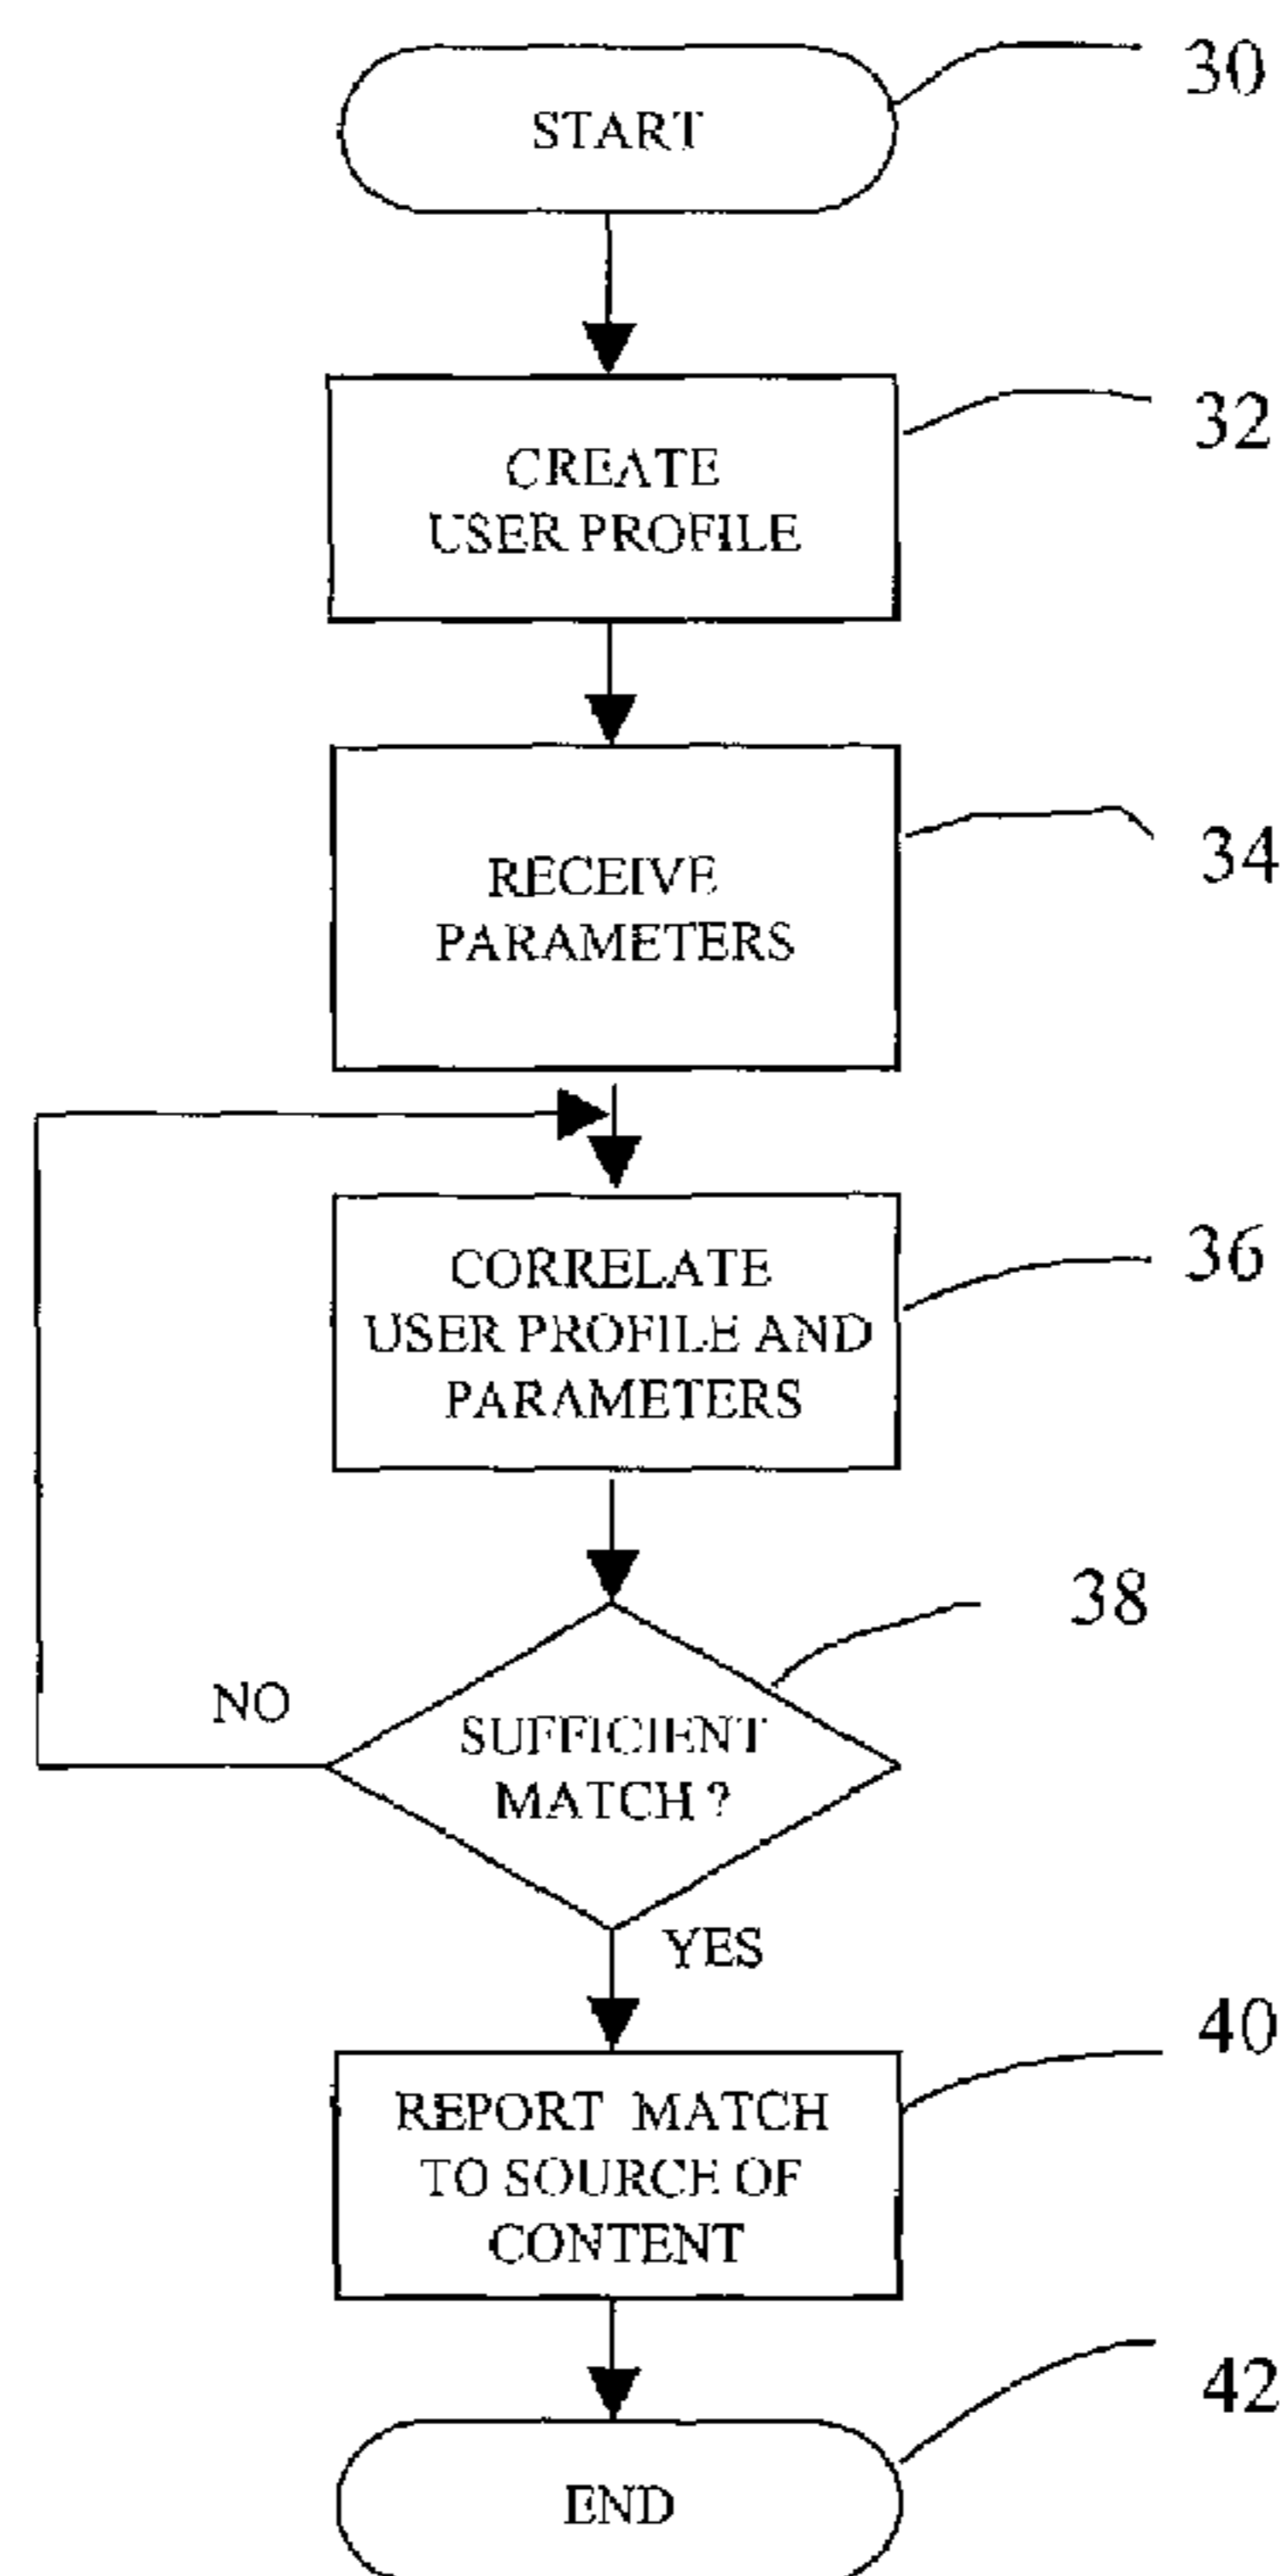 30
START
32
CREATE
USER PROFILE
34
RECEIVE
PARAMETERS
36
CORRELATE
USER PROFILE AND
PARAMETERS
38
NO
SUFFICIENT
MATCH ?
YES
40
REPORT MATCH
TO SOURCE OF
CONTENT
42
END